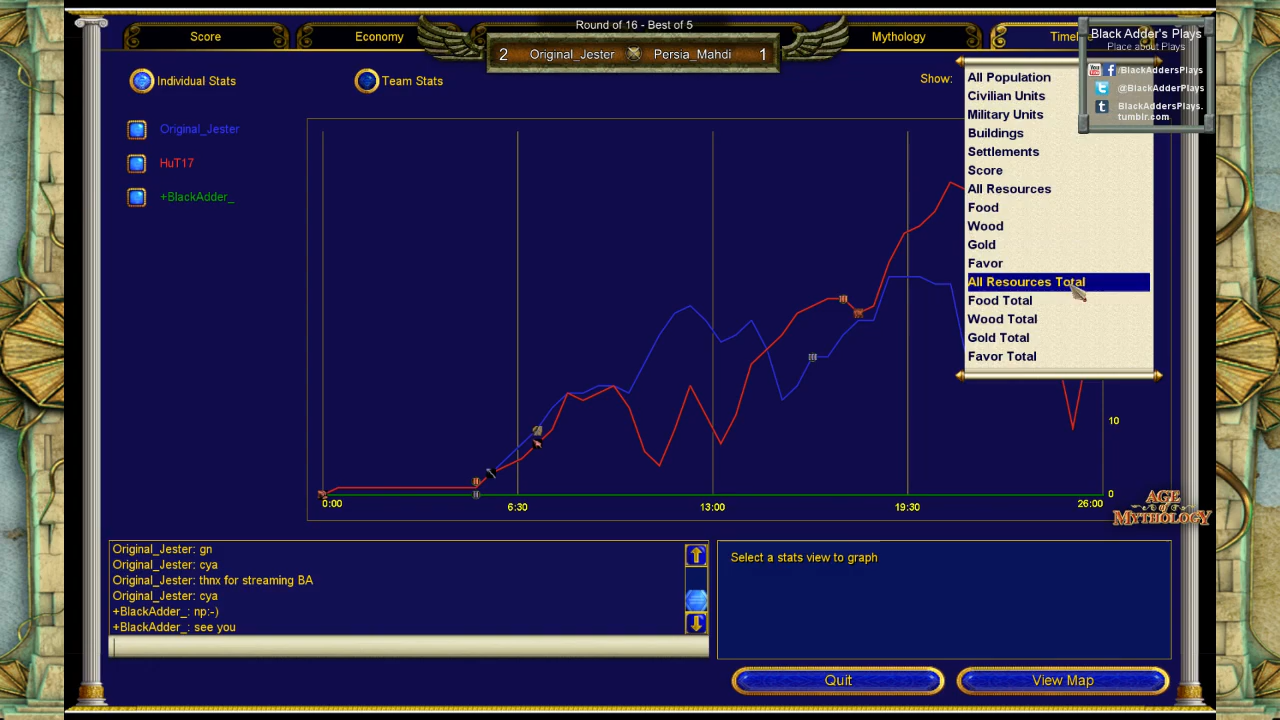 Round of 16 - Best of 5
2 Original_Jester Persia_Mahdi 1
Score
Economy
Mythology
Individual Stats
Team Stats
Show:
Original_Jester
HuT17
+BlackAdder_
All Population
Civilian Units
Military Units
Buildings
Settlements
Score
All Resources
Food
Wood
Gold
Favor
All Resources Total
Food Total
Wood Total
Gold Total
Favor Total
Black Adder's Plays
Place about Plays
/BlackAddersPlays
@BlackAdderPlays
BlackAddersPlays.
tumblr.com
10
0
0:00
6:30
13:00
19:30
26:00
AGE
of
MYTHOLOGY
Original_Jester: gn
Original_Jester: cya
Original_Jester: thnx for streaming BA
Original_Jester: cya
+BlackAdder_: np:-)
+BlackAdder_: see you
Select a stats view to graph
Quit
View Map